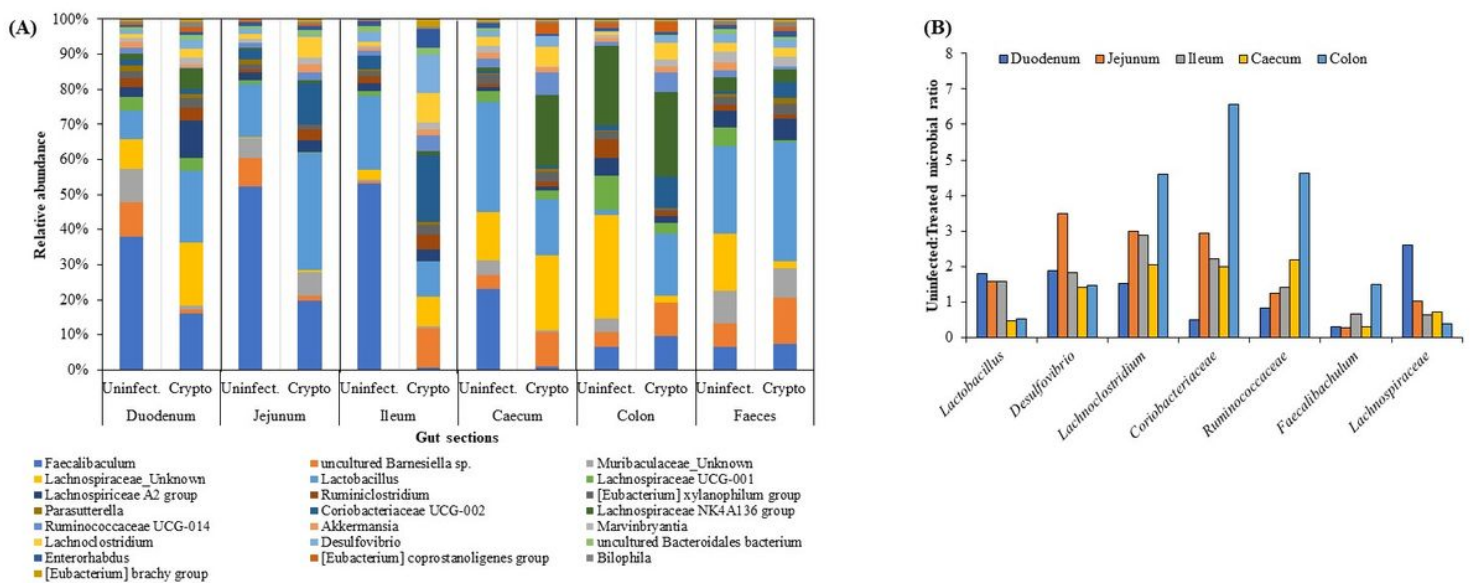 (A)
Relative abundance
100%
90%
80%
70%
60%
50%
40%
30%
20%
10%
0%
Uninfect. Crypto Uninfect. Crypto Uninfect. Crypto Uninfect. Crypto Uninfect. Crypto Uninfect. Crypto
Duodenum Jejunum Ileum Caecum Colon Faeces
Gut sections
Faecalibaculum uncultured Barnesiella sp. Muribaculaceae_Unknown
Lachnospiraceae_Unknown Lactobacillus Lachnospiraceae UCG-001
Lachnospiriceae A2 group Ruminiclostridium [Eubacterium] xylanophilum group
Parasutterella Coriobacteriaceae UCG-002 Lachnospiraceae NK4A136 group
Ruminococcaceae UCG-014 Akkermansia Marvinbryantia
Lachnoclostridium Desulfovibrio uncultured Bacteroidales bacterium
Enterorhabdus [Eubacterium] coprostanoligenes group Bilophila
[Eubacterium] brachy group
(B)
Uninfected:Treated microbial ratio
Duodenum Jejunum Ileum Caecum Colon
8
7
6
5
4
3
2
1
0
Lactobacillus
Desulfovibrio
Lachnoclostridium
Coriobacteriaceae
Ruminoccaceae
Faecalibachulum
Lachnospiraceae